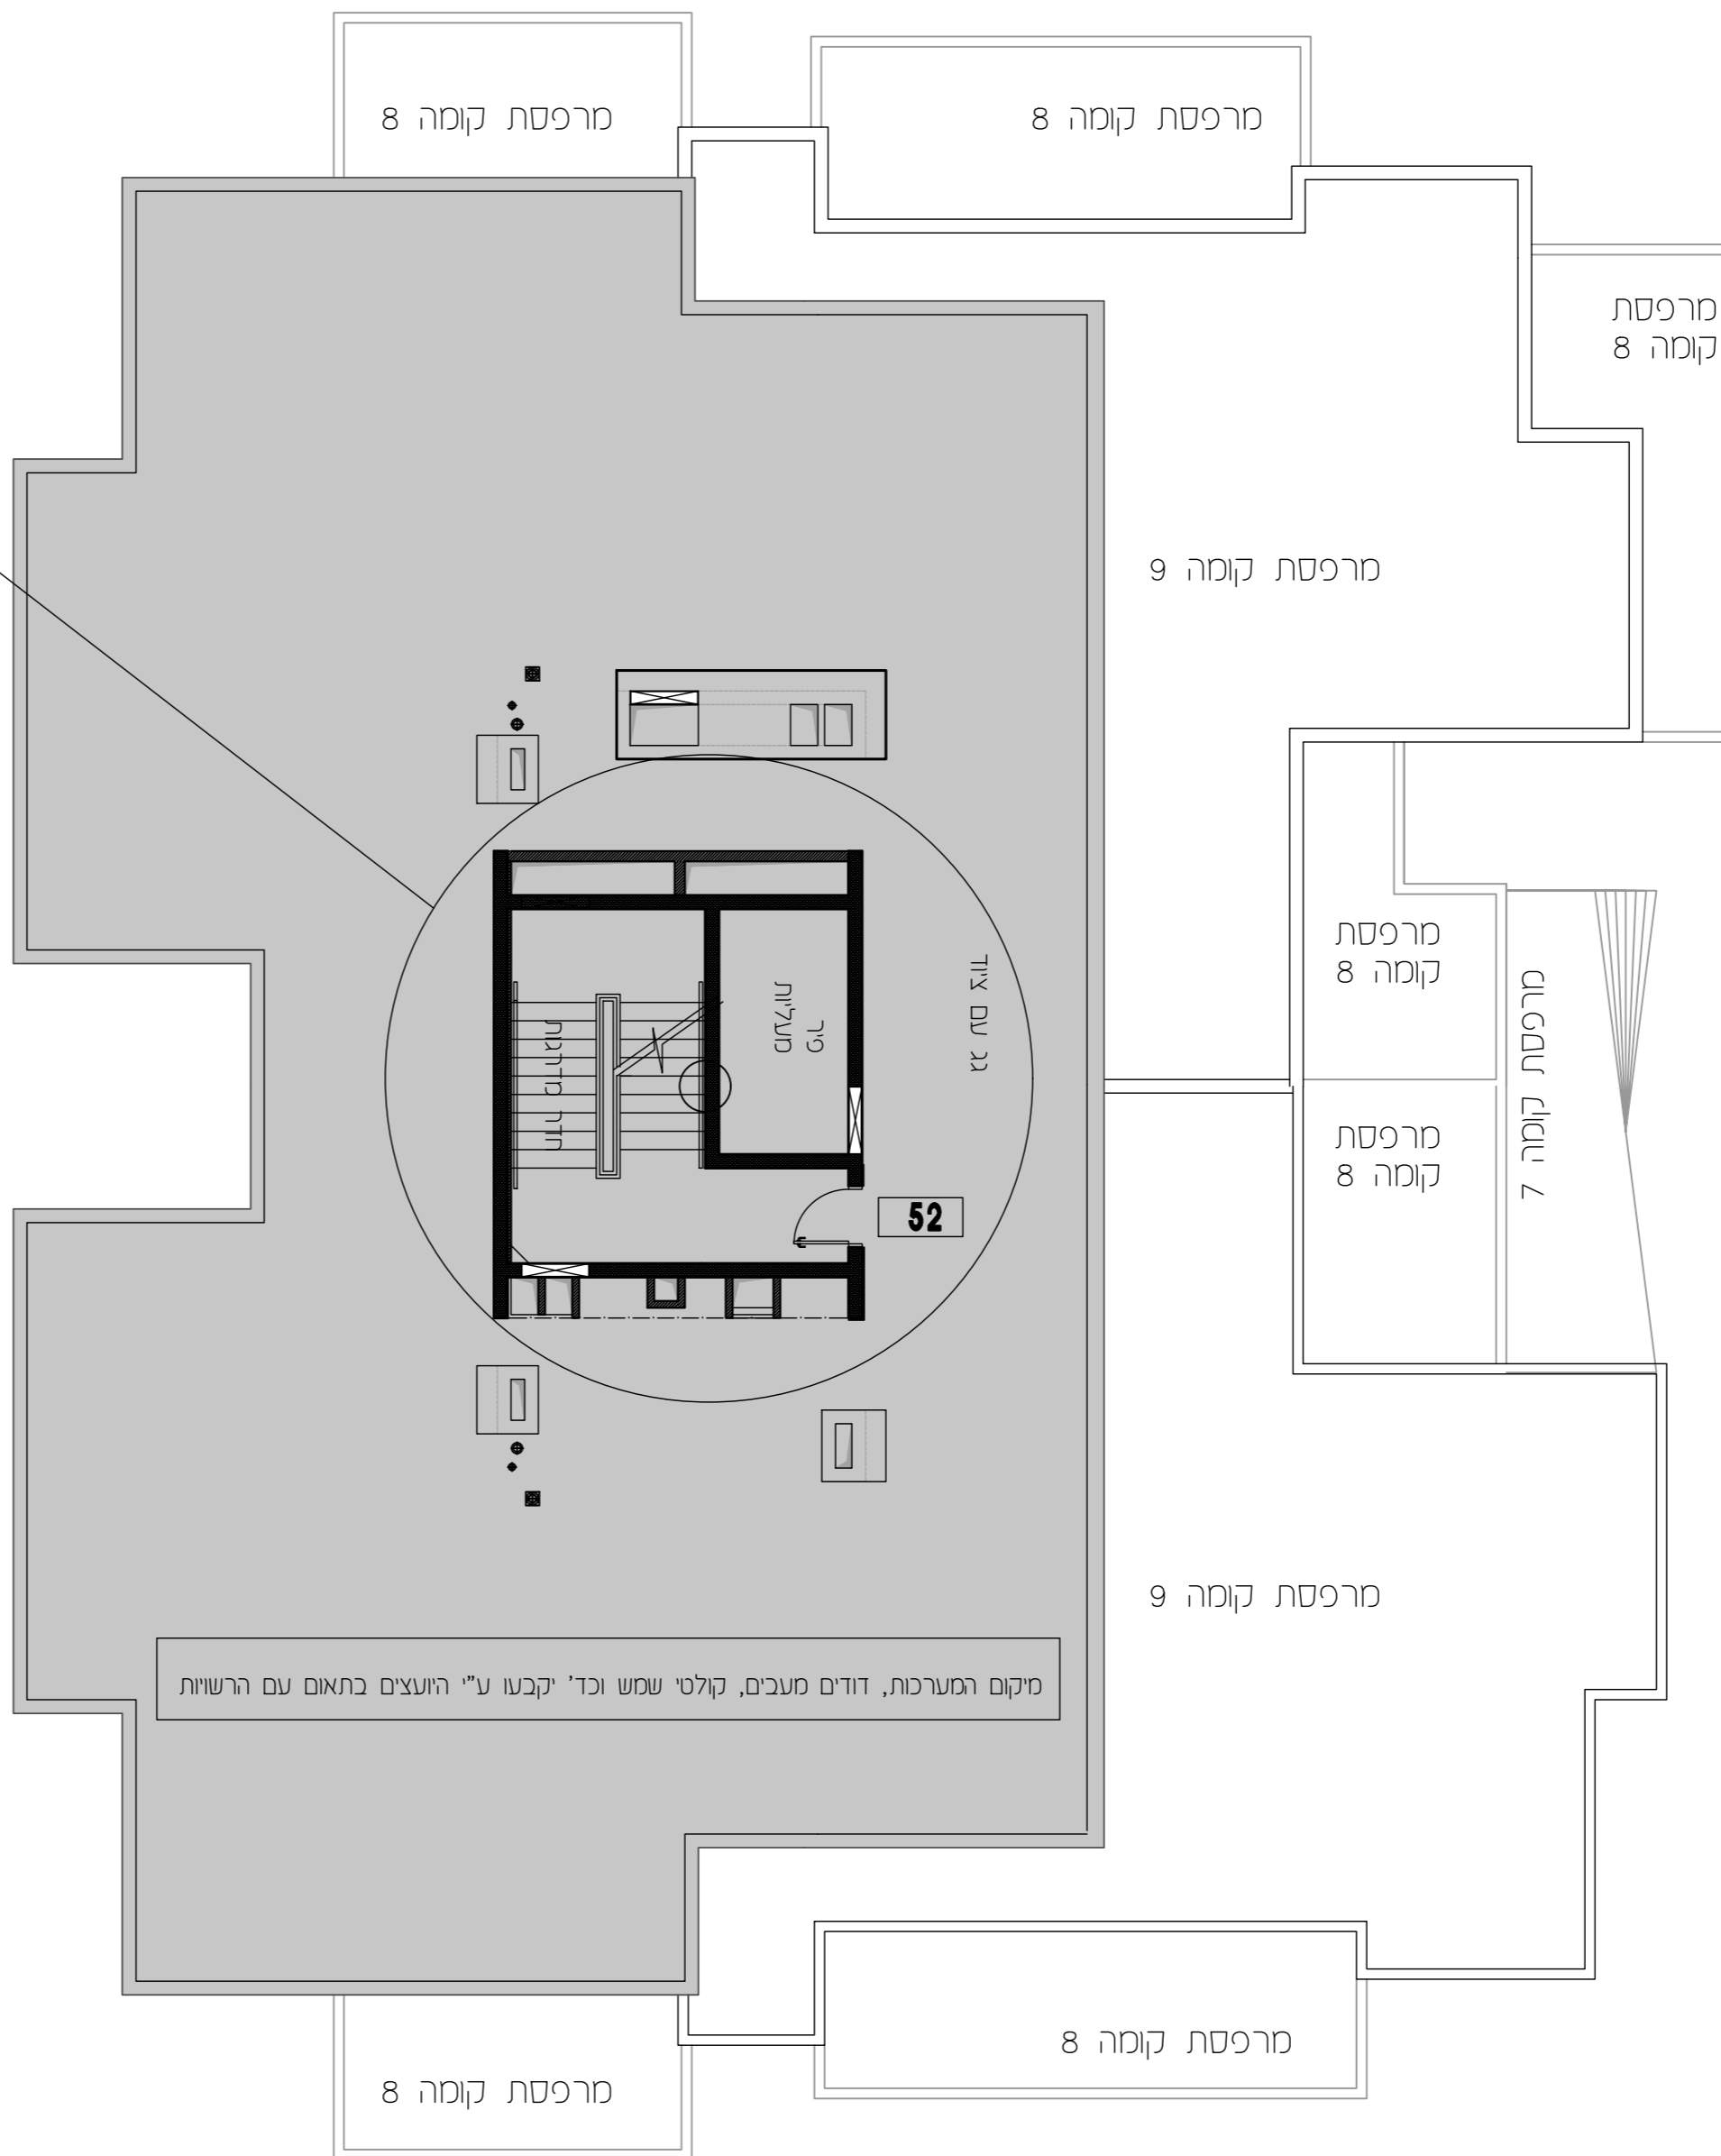 מרפסת קומה 8
מרפסת קומה 8
מרפסת
קומה 8
מרפסת קומה 9
גג עם ציוד
פיר
מעליות
חדר מדרגות
מרפסת
קומה 8
מרפסת קומה 7
מרפסת
קומה 8
52
מרפסת קומה 9
מיקום המערכות, דודים מעבים, קולטי שמש וכד' יקבעו ע"י היועצים בתאום עם הרשויות
מרפסת קומה 8
מרפסת קומה 8